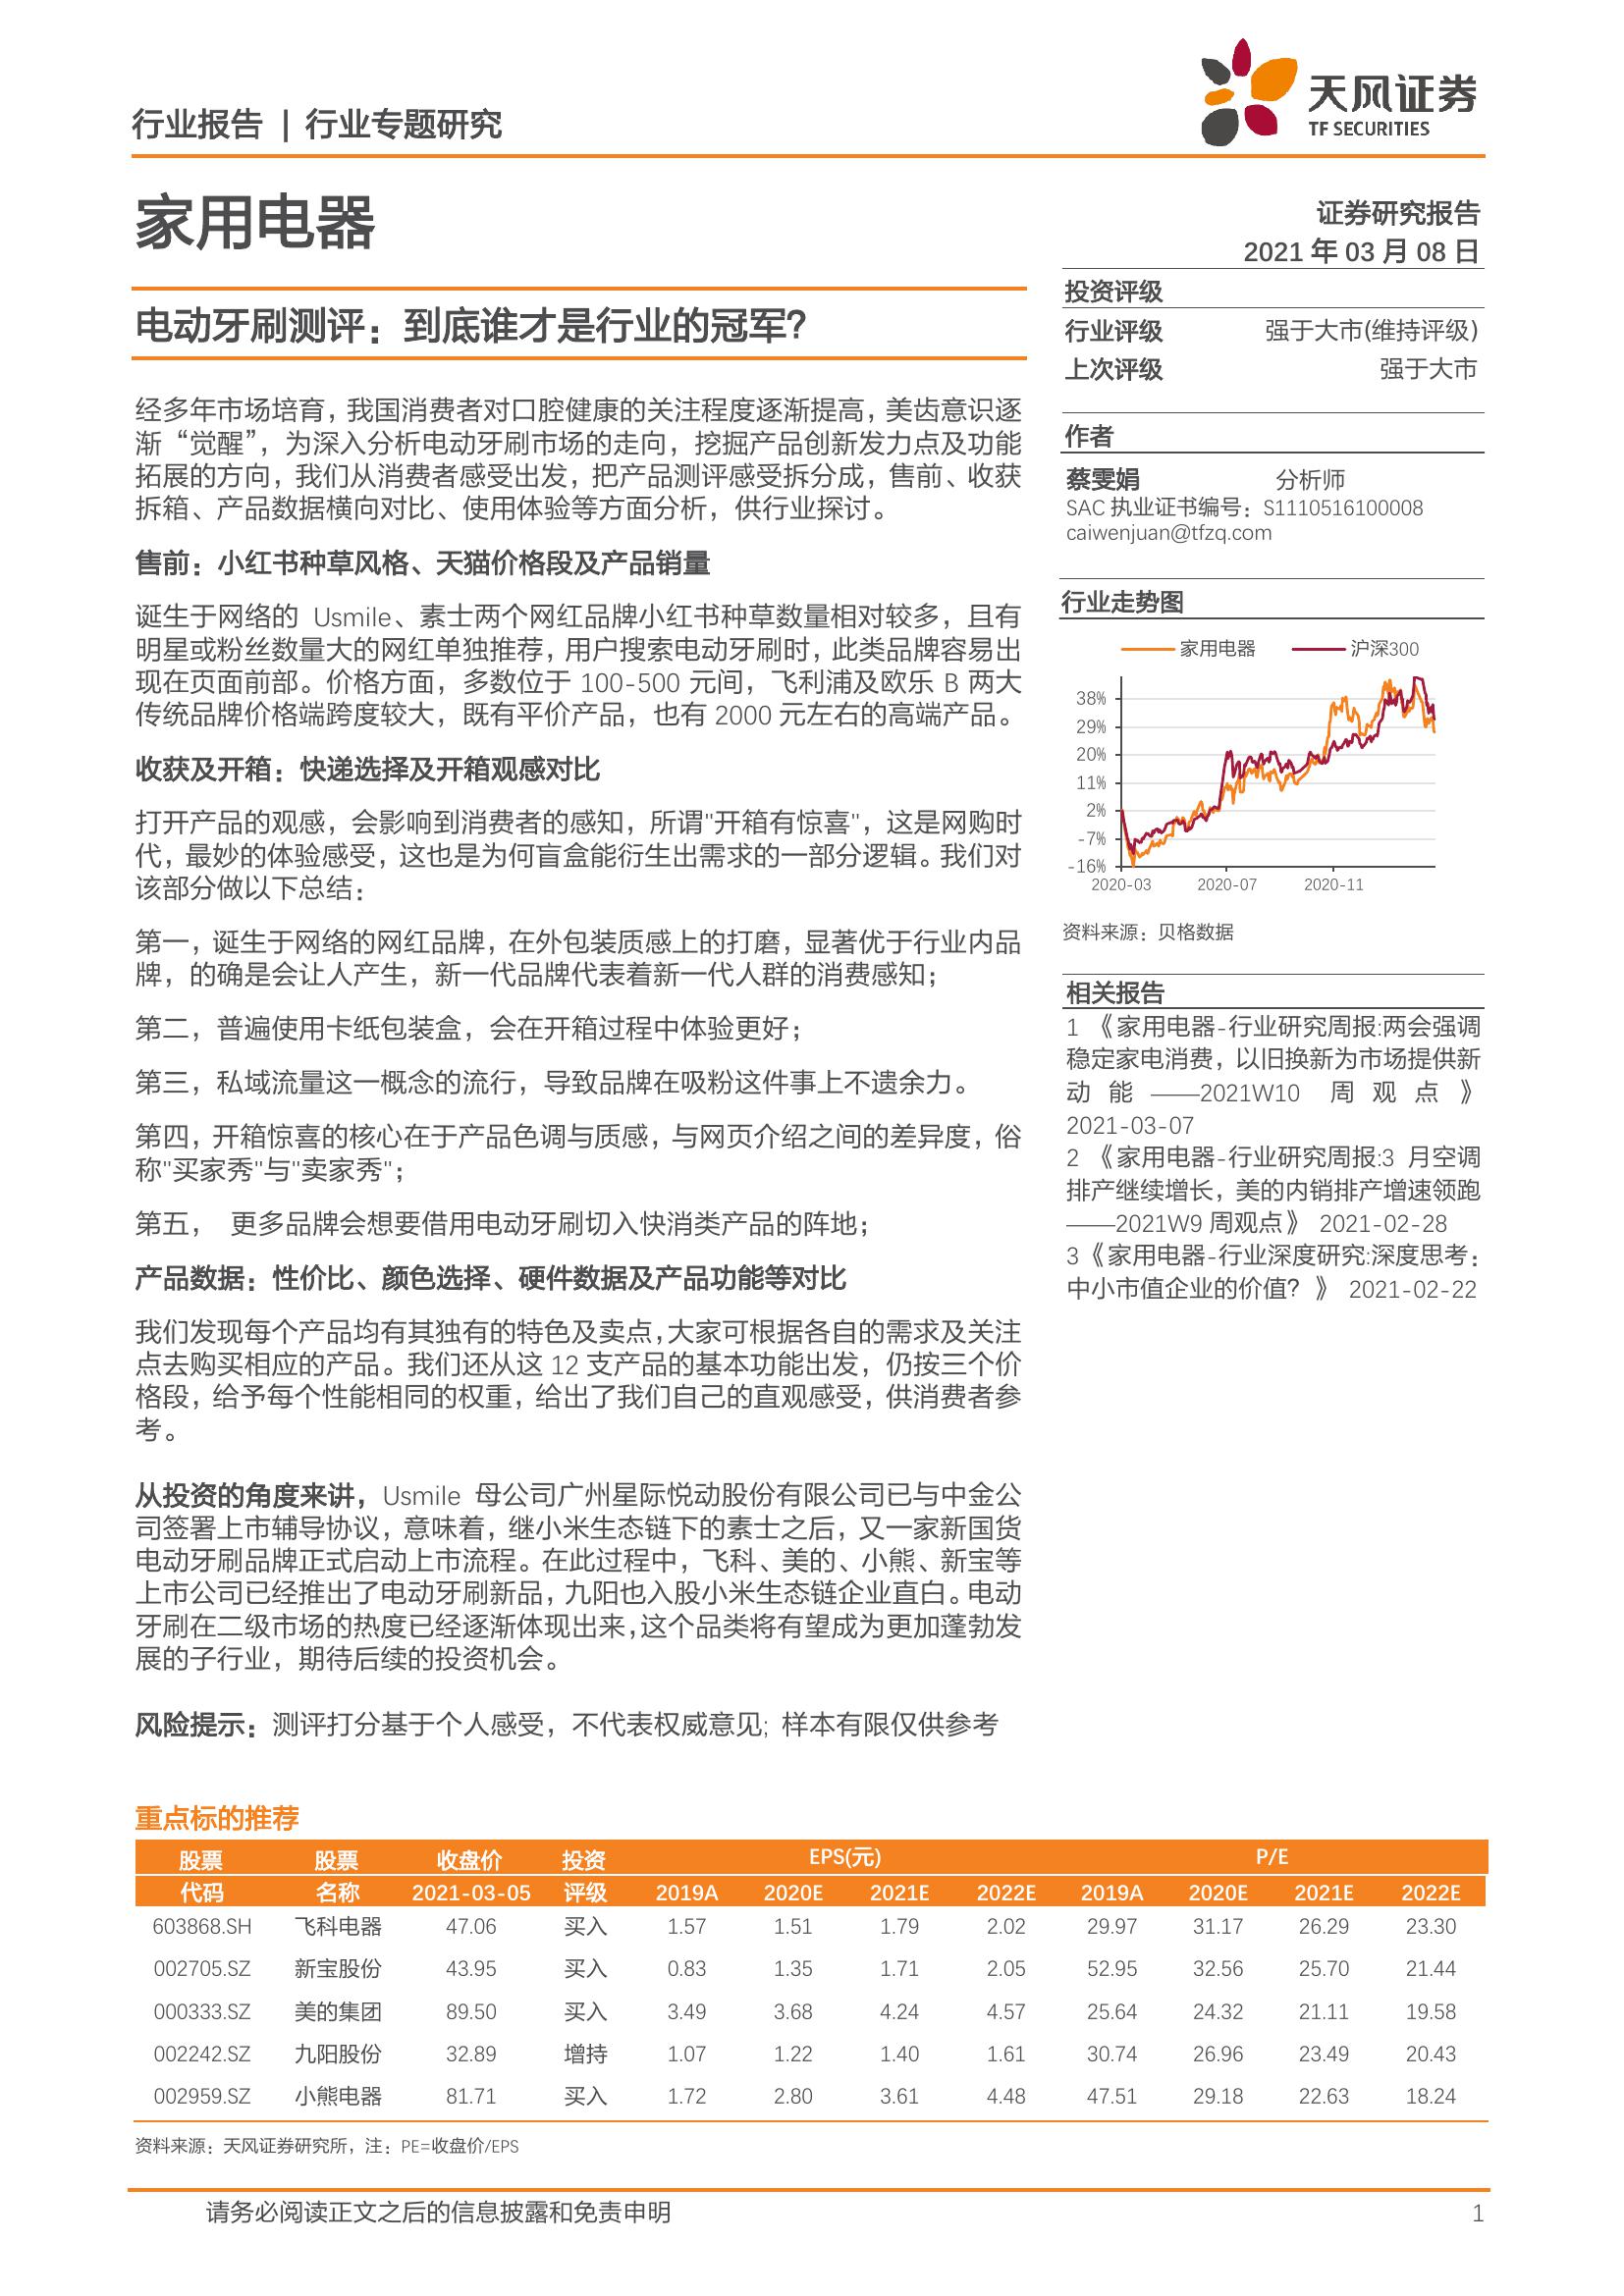 行业报告 | 行业专题研究
天风证券
TF SECURITIES
家用电器
证券研究报告
2021 年 03 月 08 日
电动牙刷测评：到底谁才是行业的冠军？
经多年市场培育，我国消费者对口腔健康的关注程度逐渐提高，美齿意识逐
渐“觉醒”，为深入分析电动牙刷市场的走向，挖掘产品创新发力点及功能
拓展的方向，我们从消费者感受出发，把产品测评感受拆分成，售前、收获
拆箱、产品数据横向对比、使用体验等方面分析，供行业探讨。
售前：小红书种草风格、天猫价格段及产品销量
诞生于网络的 Usmile、素士两个网红品牌小红书种草数量相对较多，且有
明星或粉丝数量大的网红单独推荐，用户搜索电动牙刷时，此类品牌容易出
现在页面前部。价格方面，多数位于 100-500 元间，飞利浦及欧乐 B 两大
传统品牌价格端跨度较大，既有平价产品，也有 2000 元左右的高端产品。
收获及开箱：快递选择及开箱观感对比
打开产品的观感，会影响到消费者的感知，所谓"开箱有惊喜"，这是网购时
代，最妙的体验感受，这也是为何盲盒能衍生出需求的一部分逻辑。我们对
该部分做以下总结：
第一，诞生于网络的网红品牌，在外包装质感上的打磨，显著优于行业内品
牌，的确是会让人产生，新一代品牌代表着新一代人群的消费感知；
第二，普遍使用卡纸包装盒，会在开箱过程中体验更好；
第三，私域流量这一概念的流行，导致品牌在吸粉这件事上不遗余力。
第四，开箱惊喜的核心在于产品色调与质感，与网页介绍之间的差异度，俗
称"买家秀"与"卖家秀"；
第五， 更多品牌会想要借用电动牙刷切入快消类产品的阵地；
产品数据：性价比、颜色选择、硬件数据及产品功能等对比
我们发现每个产品均有其独有的特色及卖点，大家可根据各自的需求及关注
点去购买相应的产品。我们还从这 12 支产品的基本功能出发，仍按三个价
格段，给予每个性能相同的权重，给出了我们自己的直观感受，供消费者参
考。
从投资的角度来讲，Usmile 母公司广州星际悦动股份有限公司已与中金公
司签署上市辅导协议，意味着，继小米生态链下的素士之后，又一家新国货
电动牙刷品牌正式启动上市流程。在此过程中，飞科、美的、小熊、新宝等
上市公司已经推出了电动牙刷新品，九阳也入股小米生态链企业直白。电动
牙刷在二级市场的热度已经逐渐体现出来，这个品类将有望成为更加蓬勃发
展的子行业，期待后续的投资机会。
风险提示：测评打分基于个人感受，不代表权威意见; 样本有限仅供参考
投资评级
行业评级 强于大市(维持评级)
上次评级 强于大市
作者
蔡雯娟 分析师
SAC 执业证书编号：S1110516100008
caiwenjuan@tfzq.com
行业走势图
家用电器 沪深300
38%
29%
20%
11%
2%
-7%
-16%
2020-03 2020-07 2020-11
资料来源：贝格数据
相关报告
1 《家用电器-行业研究周报:两会强调
稳定家电消费，以旧换新为市场提供新
动能——2021W10 周观点》
2021-03-07
2 《家用电器-行业研究周报:3 月空调
排产继续增长，美的内销排产增速领跑
——2021W9 周观点》 2021-02-28
3《家用电器-行业深度研究:深度思考：
中小市值企业的价值？》 2021-02-22
重点标的推荐
股票 股票 收盘价 投资 EPS(元) P/E
代码 名称 2021-03-05 评级 2019A 2020E 2021E 2022E 2019A 2020E 2021E 2022E
603868.SH 飞科电器 47.06 买入 1.57 1.51 1.79 2.02 29.97 31.17 26.29 23.30
002705.SZ 新宝股份 43.95 买入 0.83 1.35 1.71 2.05 52.95 32.56 25.70 21.44
000333.SZ 美的集团 89.50 买入 3.49 3.68 4.24 4.57 25.64 24.32 21.11 19.58
002242.SZ 九阳股份 32.89 增持 1.07 1.22 1.40 1.61 30.74 26.96 23.49 20.43
002959.SZ 小熊电器 81.71 买入 1.72 2.80 3.61 4.48 47.51 29.18 22.63 18.24
资料来源：天风证券研究所，注：PE=收盘价/EPS
请务必阅读正文之后的信息披露和免责申明 1